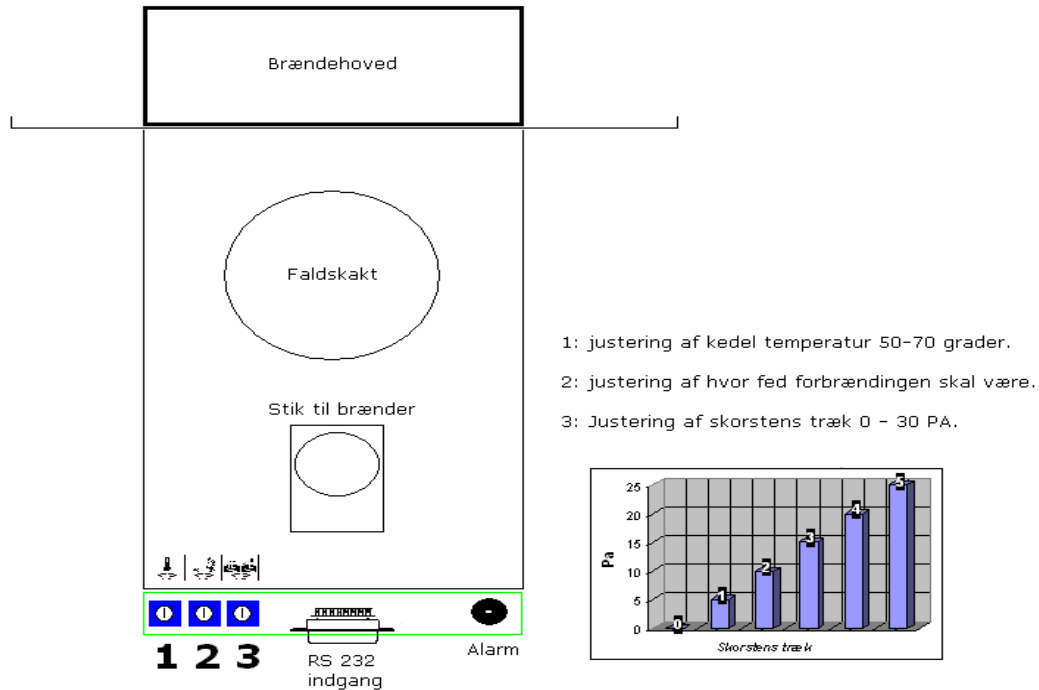 Brændehoved
Faldskakt
Stik til brænder
1 2 3
RS 232
indgang
Alarm
1: justering af kedel temperatur 50-70 grader.
2: justering af hvor fed forbrændingen skal være.
3: Justering af skorstens træk 0 - 30 PA.
Pa
25
20
15
10
5
0
0
1
2
3
4
5
Skorstens træk